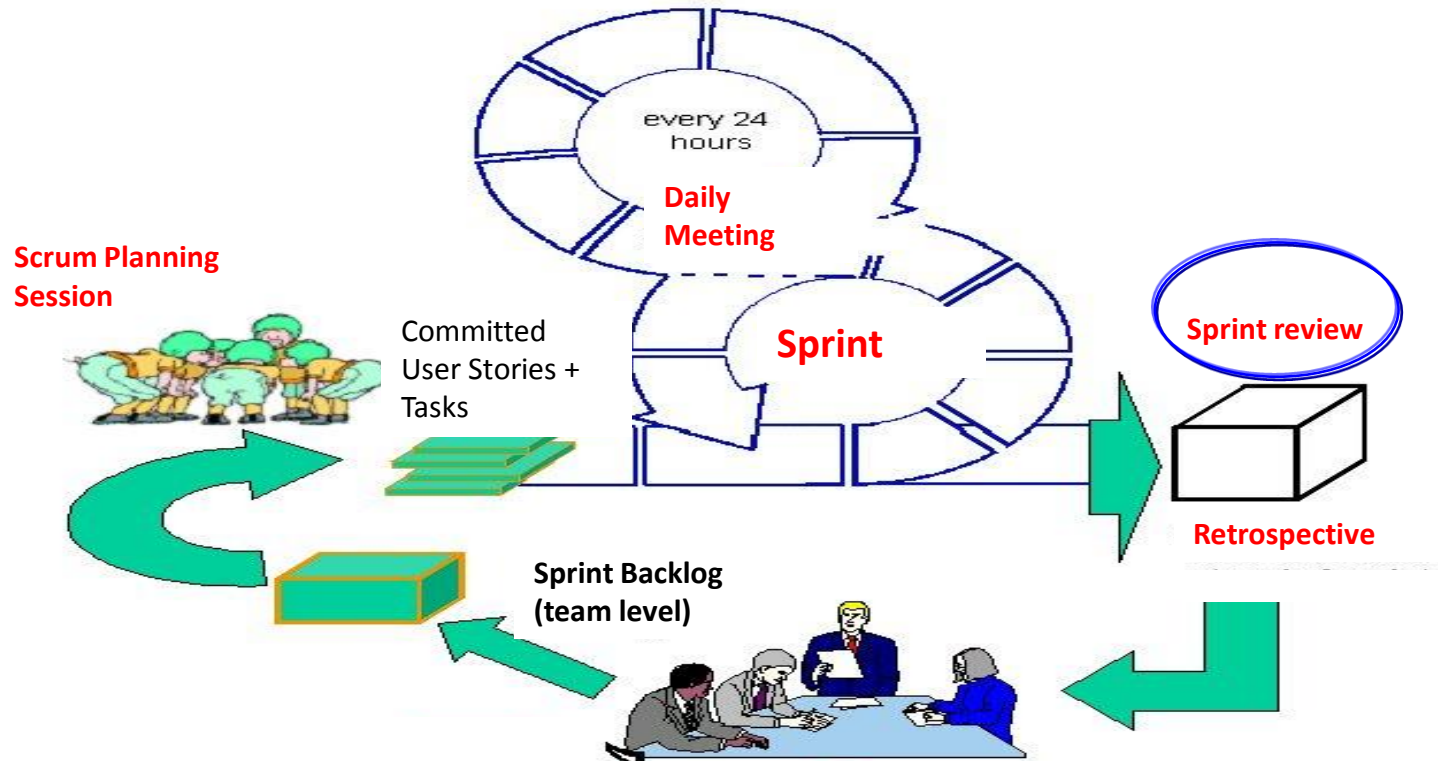 every 24
hours
Daily
Meeting
Scrum Planning
Session
Committed
User Stories +
Tasks
Sprint
Sprint review
Retrospective
Sprint Backlog
(team level)